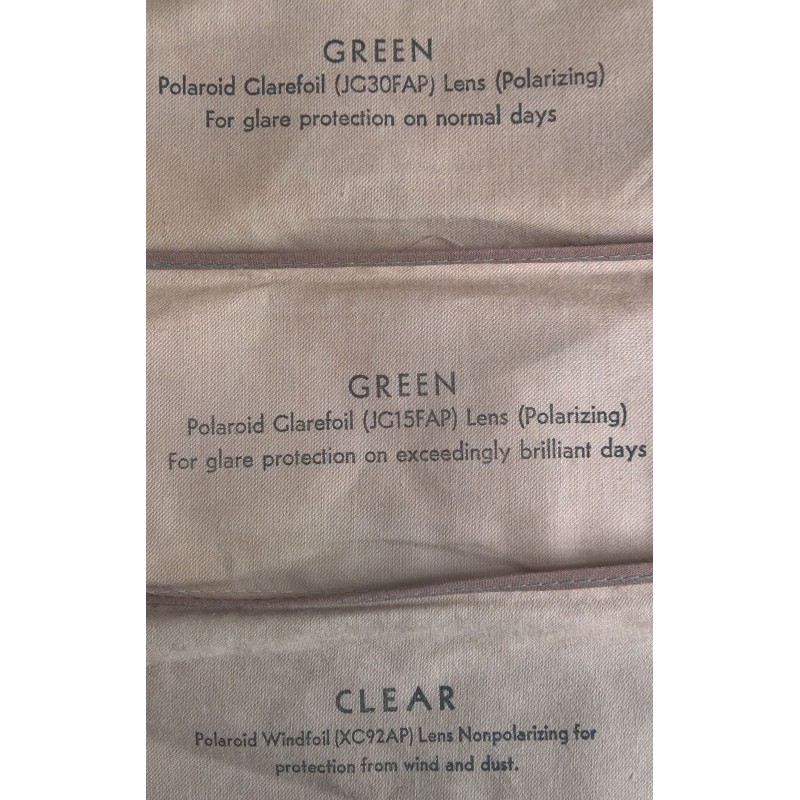 GREEN
Polaroid Glarefoil (JG30FAP) Lens (Polarizing)
For glare protection on normal days
GREEN
Polaroid Glarefoil (JG15FAP) Lens (Polarizing)
For glare protection on exceedingly brilliant days
CLEAR
Polaroid Windfoil (XC92AP) Lens Nonpolarizing for
protection from wind and dust.